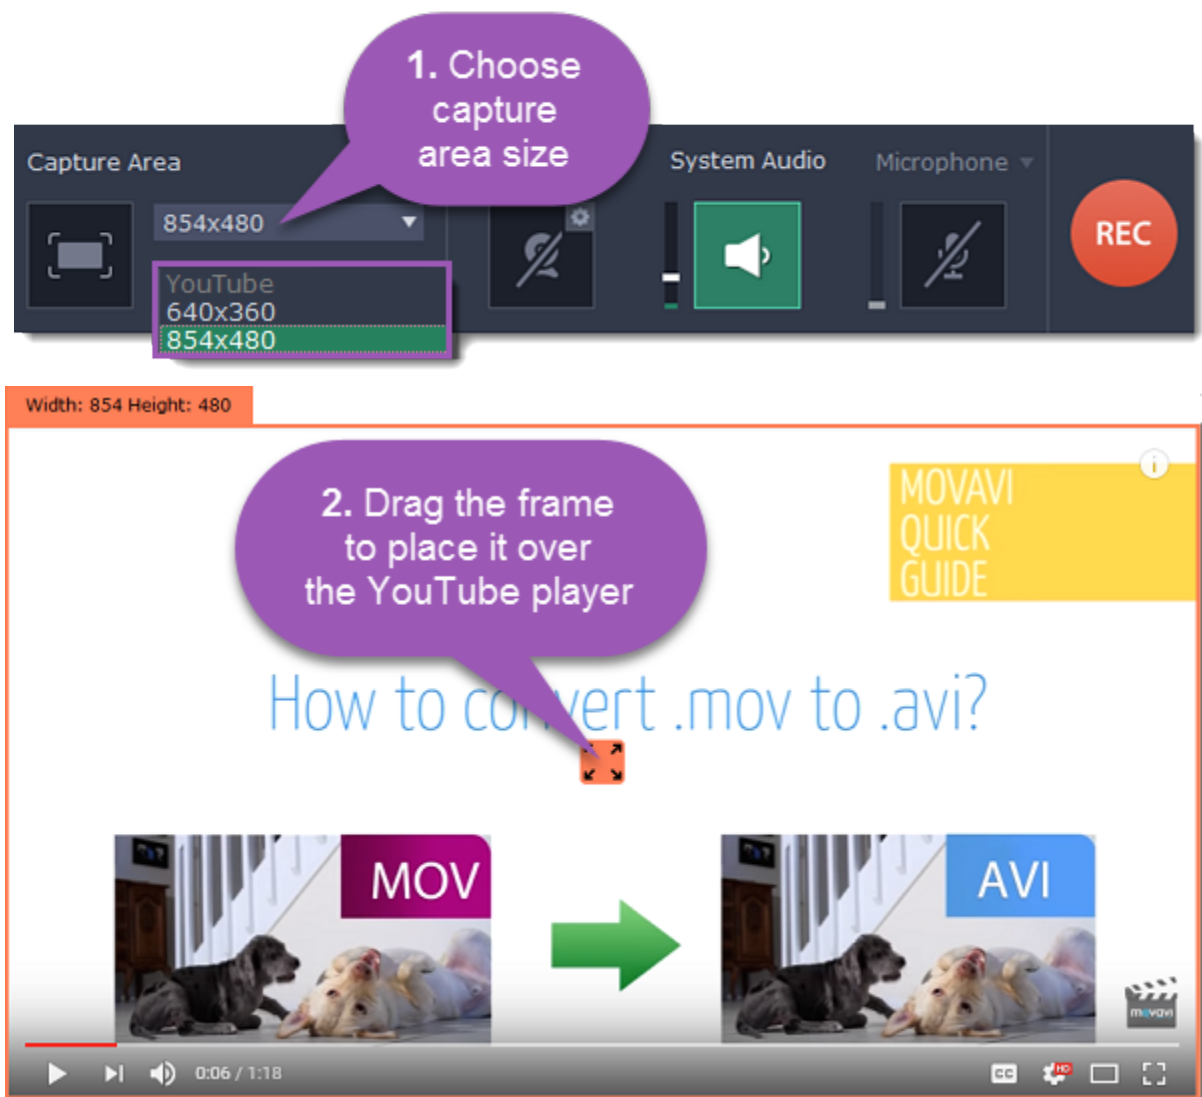 1. Choose
capture
area size
Capture Area
System Audio
Microphone
854x480
REC
YouTube
640x360
854x480
Width: 854 Height: 480
i
MOVAVI
QUICK
GUIDE
2. Drag the frame
to place it over
the YouTube player
How to convert .mov to .avi?
MOV
AVI
movavi
0:06 / 1:18
CC
HD